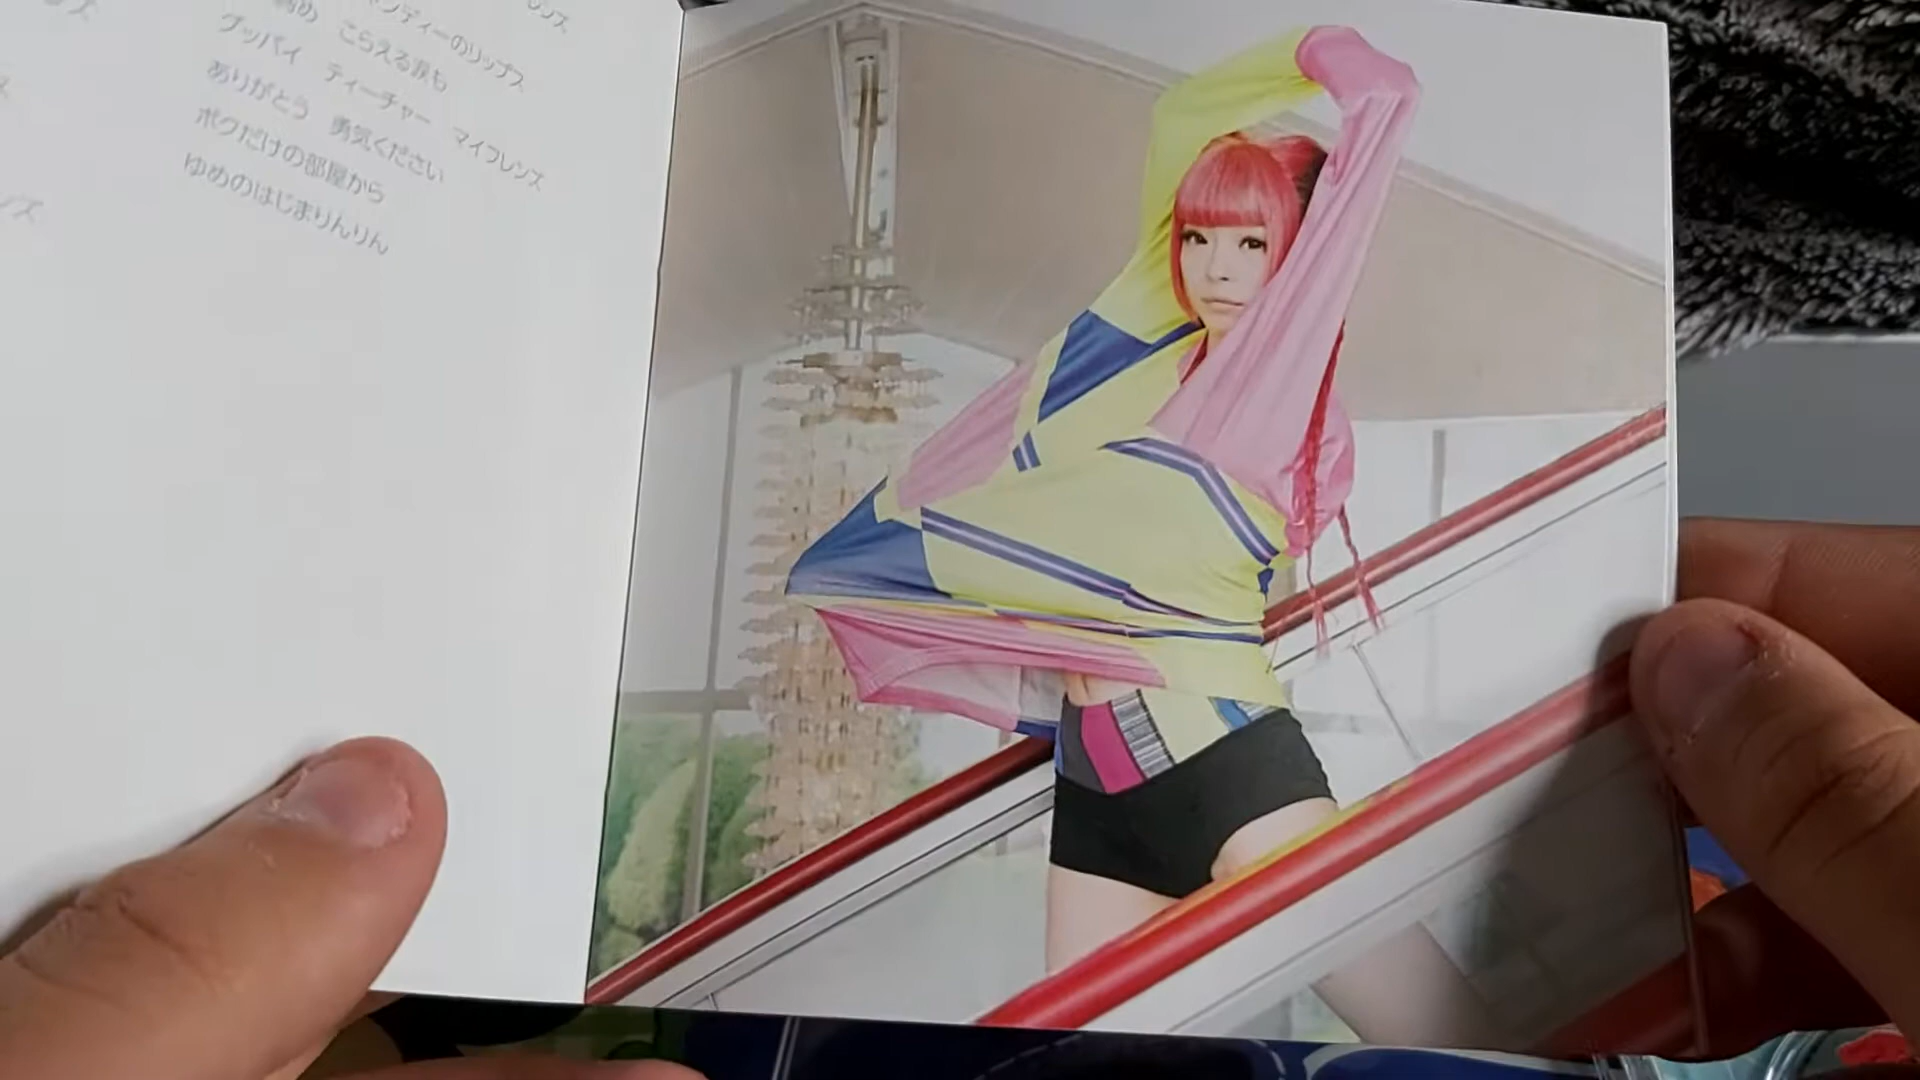 ンディーのリップス
こらえる涙も
グッバイ ティーチャー マイフレンズ
ありがとう 勇気ください
ボクだけの部屋から
ゆめのはじまりんりん